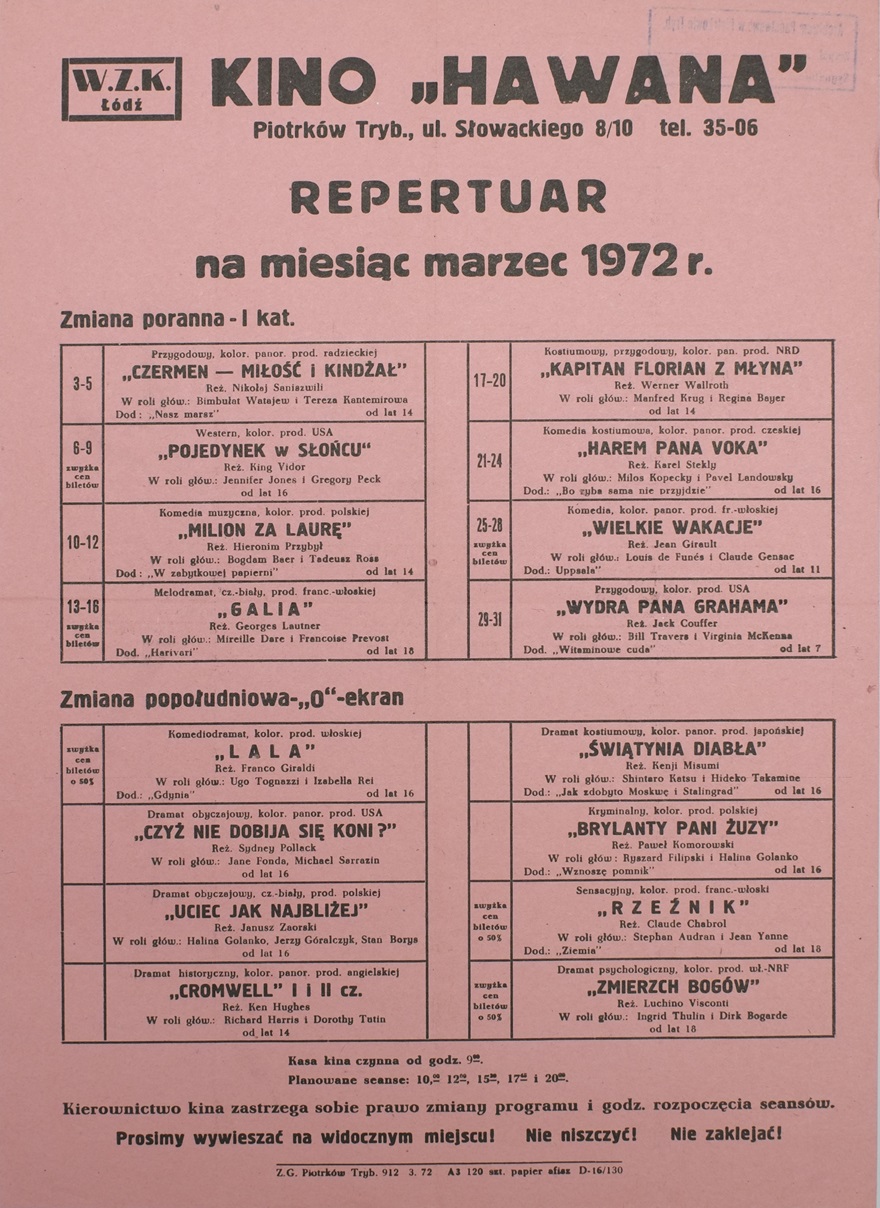 W.Z.K.
Łódź
KINO „HAWANA”
Piotrków Tryb., ul. Słowackiego 8/10 tel. 35-06
REPERTUAR
na miesiąc marzec 1972 r.
Zmiana poranna - I kat.
3-5
Przygodowy, kolor. panor. prod. radzieckiej
„CZERMEN — MIŁOŚĆ i KINDŻAŁ”
Reż. Nikołaj Saniszwili
W roli głów.: Bimbułat Watajew i Tereza Kantemirowa
Dod : „Nasz marsz” od lat 14
6-9
zwyżka
cen
biletów
Western, kolor. prod. USA
„POJEDYNEK w SŁOŃCU“
Reż. King Vidor
W roli głów.: Jennifer Jones i Gregory Peck
od lat 16
10-12
Komedia muzyczna, kolor. prod. polskiej
„MILION ZA LAURĘ”
Reż. Hieronim Przybył
W roli głów.: Bogdam Baer i Tadeusz Ross
Dod : „W zabytkowej papierni” od lat 14
13-16
zwyżka
cen
biletów
Melodramat, cz.-biały, prod. franc.-włoskiej
„GALIA”
Reż. Georges Lautner
W roli głów.: Mireille Dare i Francoise Prevost
Dod. „Harivari” od lat 18
17-20
Kostiumowy, przygodowy, kolor. pan. prod. NRD
„KAPITAN FLORIAN Z MŁYNA”
Reż. Werner Wallroth
W roli głów.: Manfred Krug i Regina Bayer
od lat 14
21-24
Komedia kostiumowa, kolor. panor. prod. czeskiej
„HAREM PANA VOKA”
Reż. Karel Stekly
W roli głów.: Milos Kopecky i Pavel Landowsky
Dod.: „Bo ryba sama nie przyjdzie” od lat 16
25-28
zwyżka
cen
biletów
Komedia, kolor. panor. prod. fr.-włoskiej
„WIELKIE WAKACJE”
Reż. Jean Girault
W roli głów.: Louis de Funés i Claude Gensac
Dod.: Uppsala” od lat 11
29-31
Przygodowy, kolor. prod. USA
„WYDRA PANA GRAHAMA”
Reż. Jack Couffer
W roli głów.: Bill Travers i Virginia McKenaa
Dod. „Witaminowe cuda” od lat 7
Zmiana popołudniowa-„O“-ekran
zwyżka
cen
biletów
o 50%
Komediodramat, kolor. prod. włoskiej
„LALA”
Reż. Franco Giraldi
W roli głów.: Ugo Tognazzi i Izabella Rei
Dod.: „Gdynia” od lat 16
Dramat obyczajowy, kolor. panor. prod. USA
„CZYŻ NIE DOBIJA SIĘ KONI?”
Reż. Sydney Pollack
W roli głów.: Jane Fonda, Michael Sarrazin
od lat 16
Dramat obyczajowy, cz.-biały, prod. polskiej
„UCIEC JAK NAJBLIŻEJ”
Reż. Janusz Zaorski
W roli głów.: Halina Golanko, Jerzy Góralczyk, Stan Borys
od lat 16
Dramat historyczny, kolor. panor. prod. angielskiej
„CROMWELL” I i II cz.
Reż. Ken Hughes
W roli głów.: Richard Harris i Dorothy Tutin
od lat 14
Dramat kostiumowy, kolor. panor. prod. japońskiej
„ŚWIĄTYNIA DIABŁA”
Reż. Kenji Misumi
W roli głów.: Shintaro Katsu i Hideko Takamine
Dod.: „Jak zdobyto Moskwę i Stalingrad” od lat 16
Kryminalny, kolor. prod. polskiej
„BRYLANTY PANI ZUZY”
Reż. Paweł Komorowski
W roli głów : Ryszard Filipski i Halina Golanko
Dod.: „Wznoszę pomnik” od lat 16
zwyżka
cen
biletów
o 50%
Sensacyjny, kolor. prod. franc.-włoski
„RZEŹNIK”
Reż. Claude Chabrol
W roli głów.: Stephan Audran i Jean Yanne
Dod.: „Ziemia” od lat 18
zwyżka
cen
biletów
o 50%
Dramat psychologiczny, kolor. prod. wł.-NRF
„ZMIERZCH BOGÓW”
Reż. Luchino Visconti
W roli głów.: Ingrid Thulin i Dirk Bogarde
od lat 18
Kasa kina czynna od godz. 9⁰⁰.
Planowane seanse: 10,⁰⁰ 12⁰⁰, 15³⁰, 17⁴⁵ i 20⁰⁰.
Kierownictwo kina zastrzega sobie prawo zmiany programu i godz. rozpoczęcia seansów.
Prosimy wywieszać na widocznym miejscu! Nie niszczyć! Nie zaklejać!
Z.G. Piotrków Tryb. 912 3. 72 A3 120 szt. papier afisz D-16/130